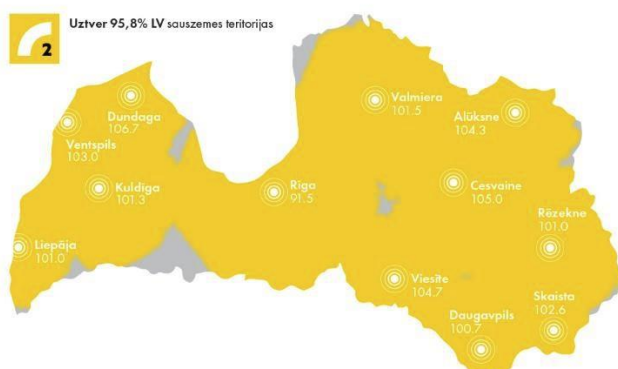 2
Uztver 95,8% LV sauszemes teritorijas
Dundaga
106.7
Ventspils
103.0
Kuldīga
101.3
Liepāja
101.0
Rīga
91.5
Valmiera
101.5
Alūksne
104.3
Cesvaine
105.0
Rēzekne
101.0
Viesīte
104.7
Skaista
102.6
Daugavpils
100.7